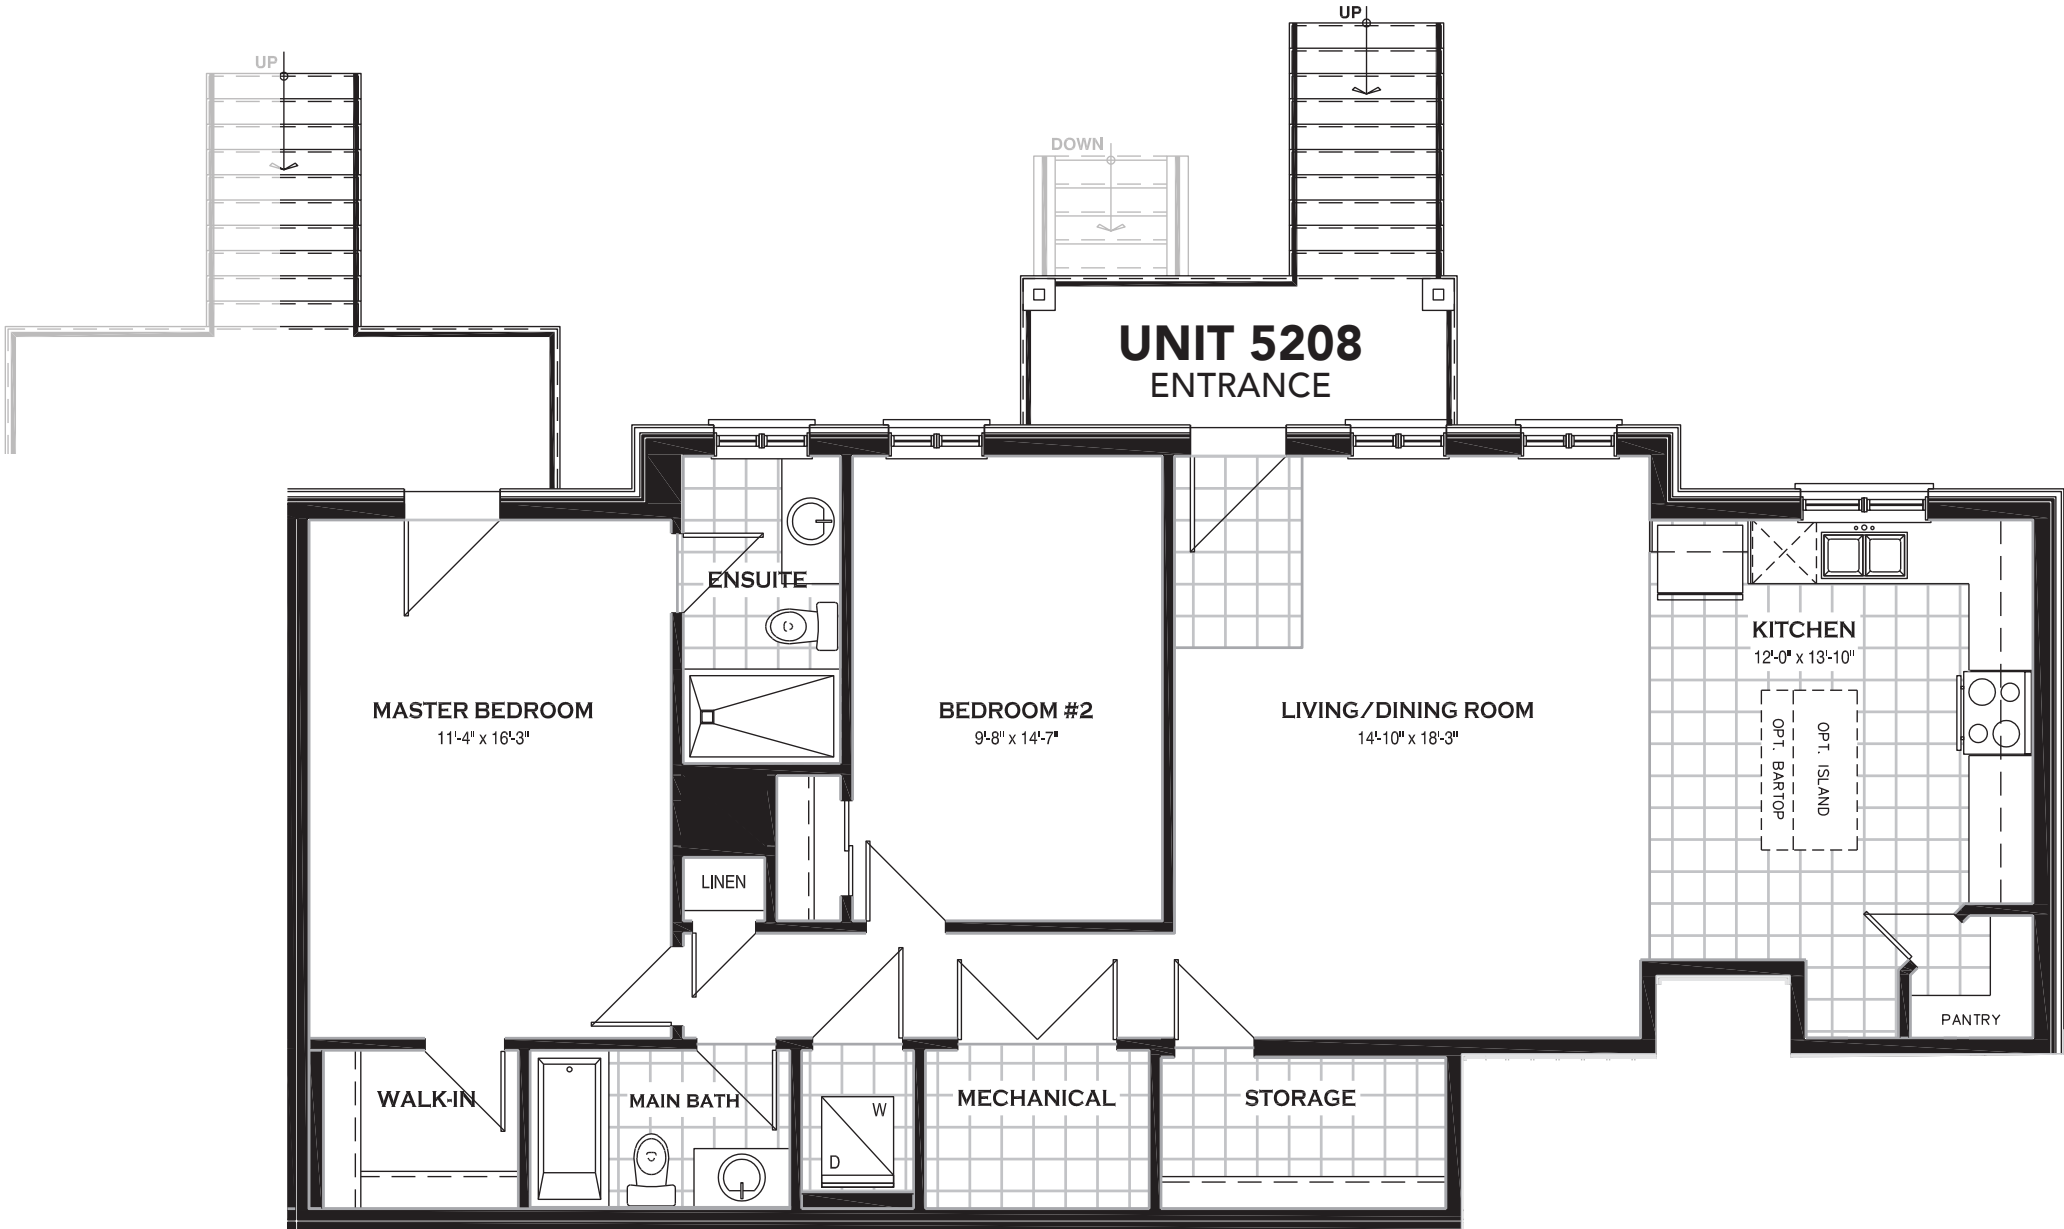 UP
UP
DOWN
UNIT 5208
ENTRANCE
ENSUITE
KITCHEN
12'-0" x 13'-10"
MASTER BEDROOM
11'-4" x 16'-3"
BEDROOM #2
9'-8" x 14'-7"
LIVING/DINING ROOM
14'-10" x 18'-3"
OPT. BARTOP
OPT. ISLAND
LINEN
PANTRY
WALK-IN
MAIN BATH
W
D
MECHANICAL
STORAGE